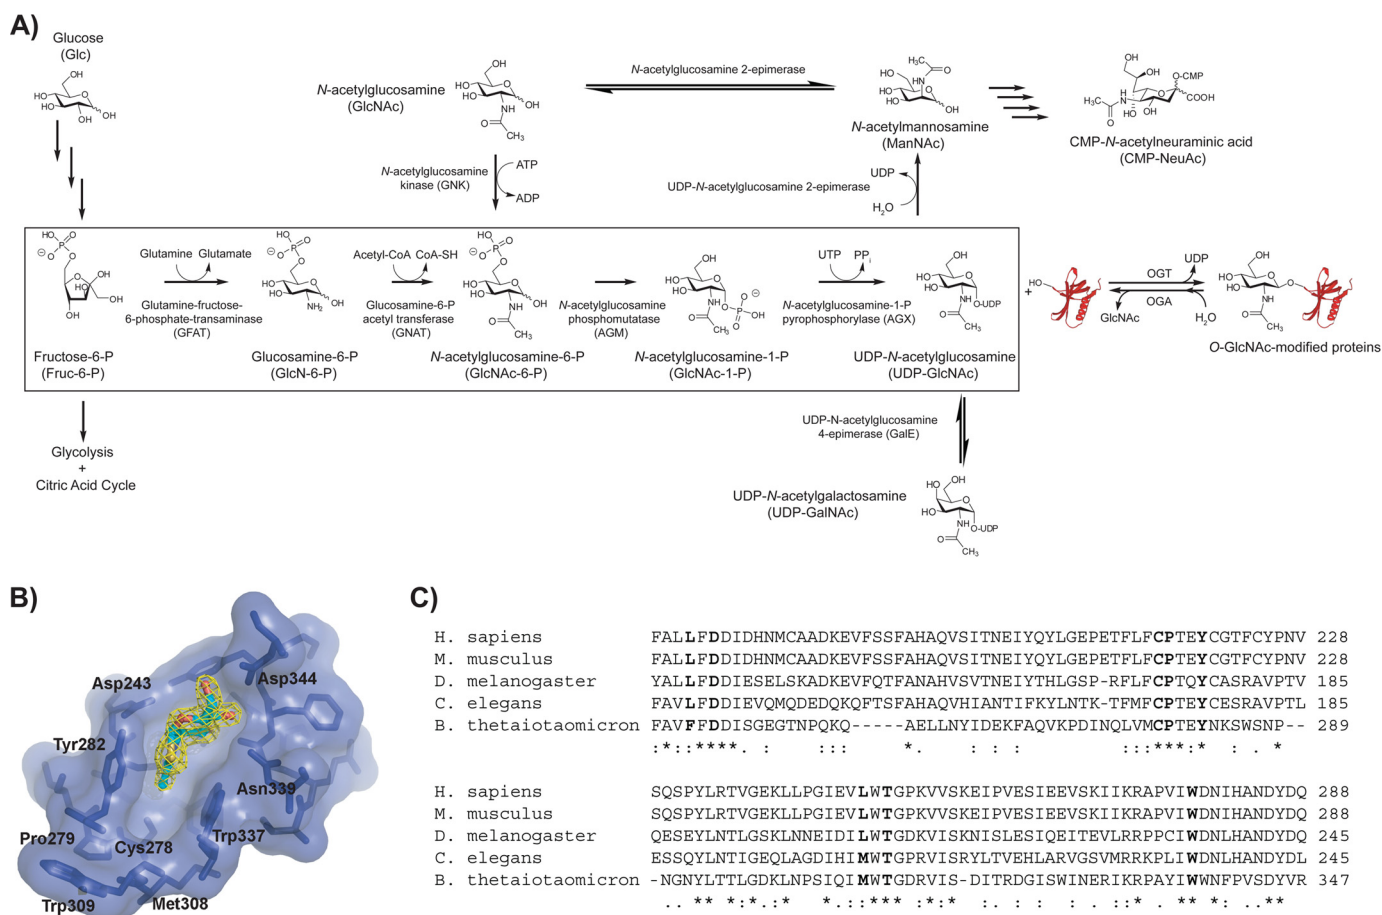 A)
Glucose
(Glc)
N-acetylglucosamine
(GlcNAc)
N-acetylglucosamine 2-epimerase
N-acetylmannosamine
(ManNAc)
CMP-N-acetylneuraminic acid
(CMP-NeuAc)
N-acetylglucosamine
kinase (GNK)
ATP
ADP
UDP-N-acetylglucosamine 2-epimerase
UDP
H2O
Glutamine Glutamate
Glutamine-fructose-
6-phosphate-transaminase
(GFAT)
Acetyl-CoA CoA-SH
Glucosamine-6-P
acetyl transferase
(GNAT)
N-acetylglucosamine
phosphomutatase
(AGM)
UTP PPi
N-acetylglucosamine-1-P
pyrophosphorylase (AGX)
OGT
OGA
UDP
GlcNAc
H2O
Fructose-6-P
(Fruc-6-P)
Glucosamine-6-P
(GlcN-6-P)
N-acetylglucosamine-6-P
(GlcNAc-6-P)
N-acetylglucosamine-1-P
(GlcNAc-1-P)
UDP-N-acetylglucosamine
(UDP-GlcNAc)
O-GlcNAc-modified proteins
Glycolysis
+
Citric Acid Cycle
UDP-N-acetylglucosamine
4-epimerase (GalE)
UDP-N-acetylgalactosamine
(UDP-GalNAc)
B)
Asp243
Asp344
Tyr282
Asn339
Pro279
Cys278
Trp337
Trp309
Met308
C)
H. sapiens FALLFDDIDHNMCAADKEVFSSFAHAQVSITNEIYQYLGEPETFLFCPTEYCGTFCYPNV 228
M. musculus FALLFDDIDHNMCAADKEVFSSFAHAQVSITNEIYQYLGEPETFLFCPTEYCGTFCYPNV 228
D. melanogaster YALLFDDIESELSKADKEVFQTFANAHVSVTNEIYTHLGSP-RFLFCPTQYCASRAVPTV 185
C. elegans FAVLFDDIEVQMQDEDQKQFTSFAHAQVHIANTIFKYLNTK-TFMFCPTEYCASRAVPTL 185
B. thetaiotaomicron FAVFFDDISGEGTNPQKQ-----AELLNYIDEKFAQVKPDINQLVMCPTEYNKSWSNP-- 289
H. sapiens SQSPYLRTVGEKLLPGIEVLWTGPKVVSKEIPVESIEEVSKIIKRAPVIWDNIHANDYDQ 288
M. musculus SQSPYLRTVGEKLLPGIEVLWTGPKVVSKEIPVESIEEVSKIIKRAPVIWDNIHANDYDQ 288
D. melanogaster QESEYLNTLGSKLNNEIDILWTGDKVISKNISLESIQEITEVLRRPPCIWDNLHANDYDQ 245
C. elegans ESSQYLNTIGEQLAGDIHIMWTGPRVISRYLTVEHLARVGSVMRRKPLIWDNLHANDYDL 245
B. thetaiotaomicron -NGNYLTTLGDKLNPSIQIMWTGDRVIS-DITRDGISWINERIKRPAYIWWNFPVSDYVR 347